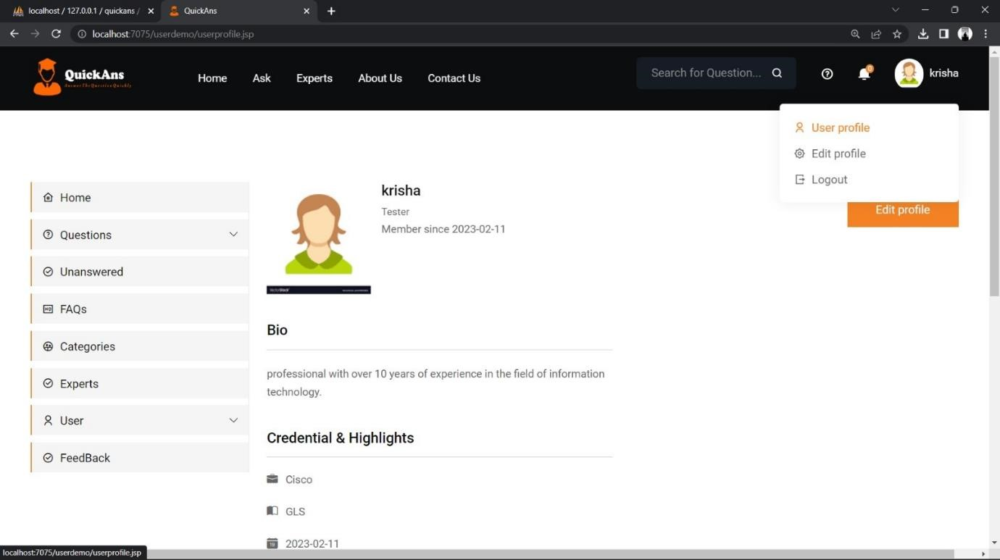 localhost / 127.0.0.1 / quickans /
QuickAns
localhost:7075/userdemo/userprofile.jsp
QuickAns
Answer The Question Quickly
Home
Ask
Experts
About Us
Contact Us
Search for Question...
0
krisha
User profile
Edit profile
Logout
Edit profile
Home
Questions
Unanswered
FAQs
Categories
Experts
User
FeedBack
krisha
Tester
Member since 2023-02-11
VectorStock
Bio
professional with over 10 years of experience in the field of information
technology.
Credential & Highlights
Cisco
GLS
19
2023-02-11
localhost:7075/userdemo/userprofile.jsp